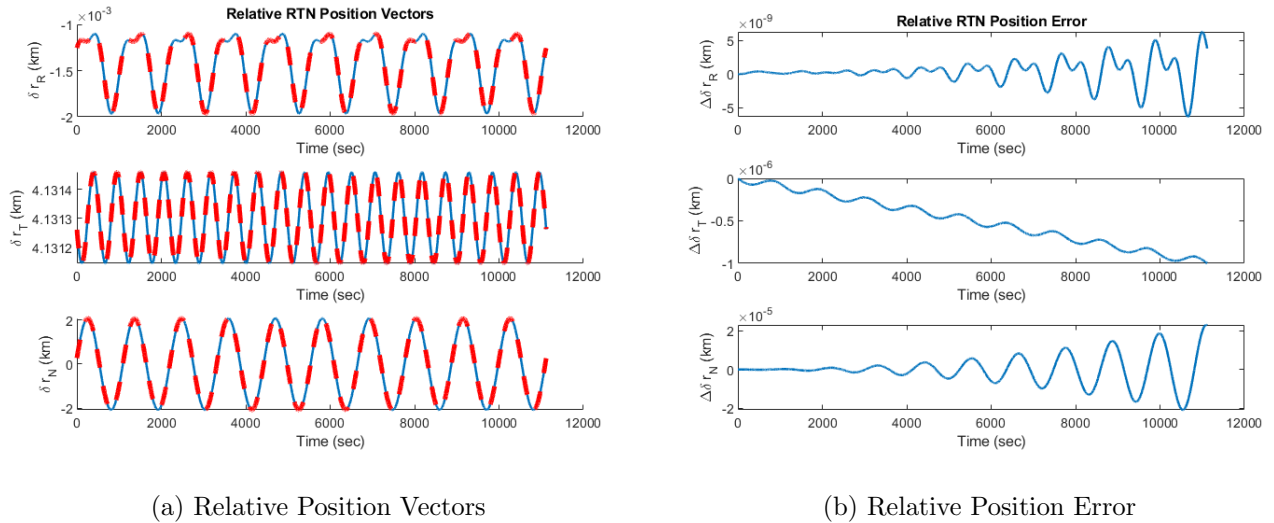 Relative RTN Position Vectors
×10⁻³
-1
-1.5
-2
δ r_R (km)
0 2000 4000 6000 8000 10000 12000
Time (sec)
4.1314
4.1313
4.1312
δ r_T (km)
0 2000 4000 6000 8000 10000 12000
Time (sec)
2
0
-2
δ r_N (km)
0 2000 4000 6000 8000 10000 12000
Time (sec)
(a) Relative Position Vectors
Relative RTN Position Error
×10⁻⁹
5
0
-5
Δδ r_R (km)
0 2000 4000 6000 8000 10000 12000
Time (sec)
×10⁻⁶
0
-0.5
-1
Δδ r_T (km)
0 2000 4000 6000 8000 10000 12000
Time (sec)
×10⁻⁵
2
0
-2
Δδ r_N (km)
0 2000 4000 6000 8000 10000 12000
Time (sec)
(b) Relative Position Error